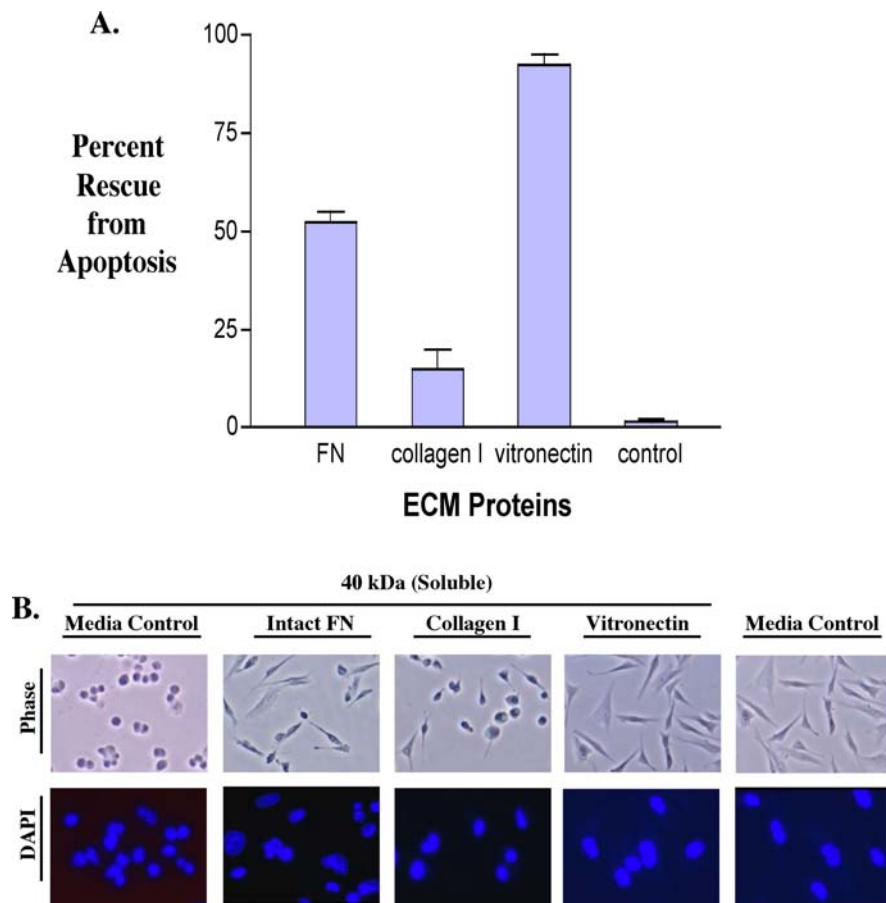 A.
100
75
50
25
0
Percent
Rescue
from
Apoptosis
FN collagen I vitronectin control
ECM Proteins
B.
40 kDa (Soluble)
Media Control Intact FN Collagen I Vitronectin Media Control
Phase
DAPI